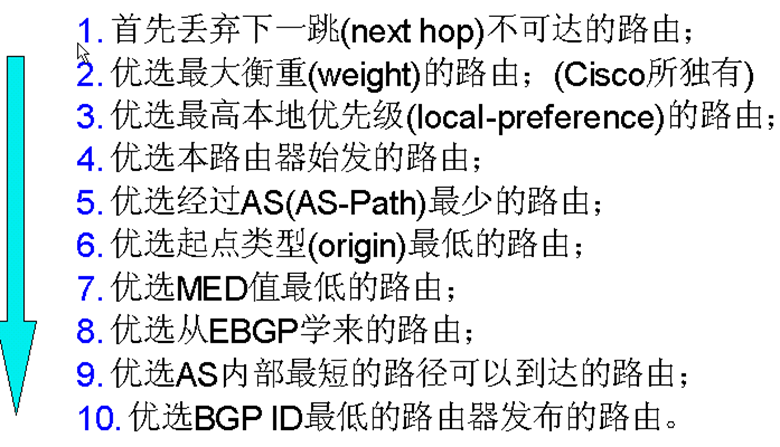 1. 首先丢弃下一跳(next hop)不可达的路由；
2. 优选最大衡重(weight)的路由；(Cisco所独有)
3. 优选最高本地优先级(local-preference)的路由；
4. 优选本路由器始发的路由；
5. 优选经过AS(AS-Path)最少的路由；
6. 优选起点类型(origin)最低的路由；
7. 优选MED值最低的路由；
8. 优选从EBGP学来的路由；
9. 优选AS内部最短的路径可以到达的路由；
10. 优选BGP ID最低的路由器发布的路由。